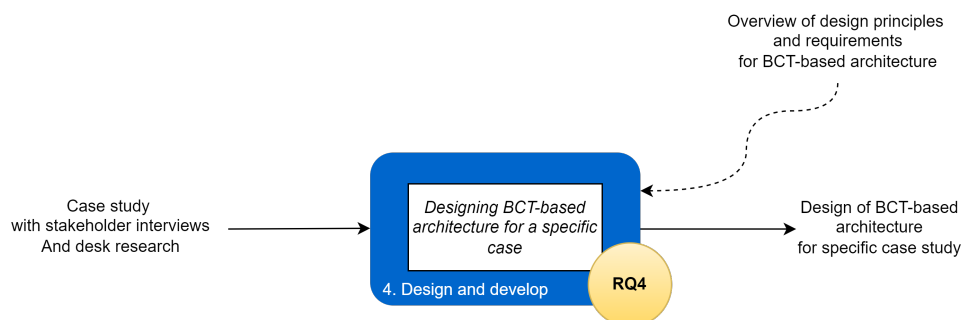 Overview of design principles
and requirements
for BCT-based architecture
Case study
with stakeholder interviews
And desk research
Designing BCT-based
architecture for a specific
case
4. Design and develop
RQ4
Design of BCT-based
architecture
for specific case study